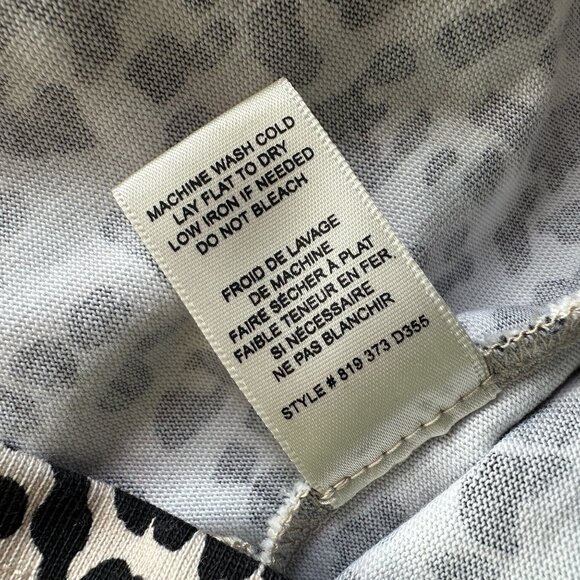 MACHINE WASH COLD
LAY FLAT TO DRY
LOW IRON IF NEEDED
DO NOT BLEACH
FROID DE LAVAGE
DE MACHINE
FAIRE SÉCHER À PLAT
FAIBLE TENEUR EN FER
SI NÉCESSAIRE
NE PAS BLANCHIR
STYLE # 819 373 D355